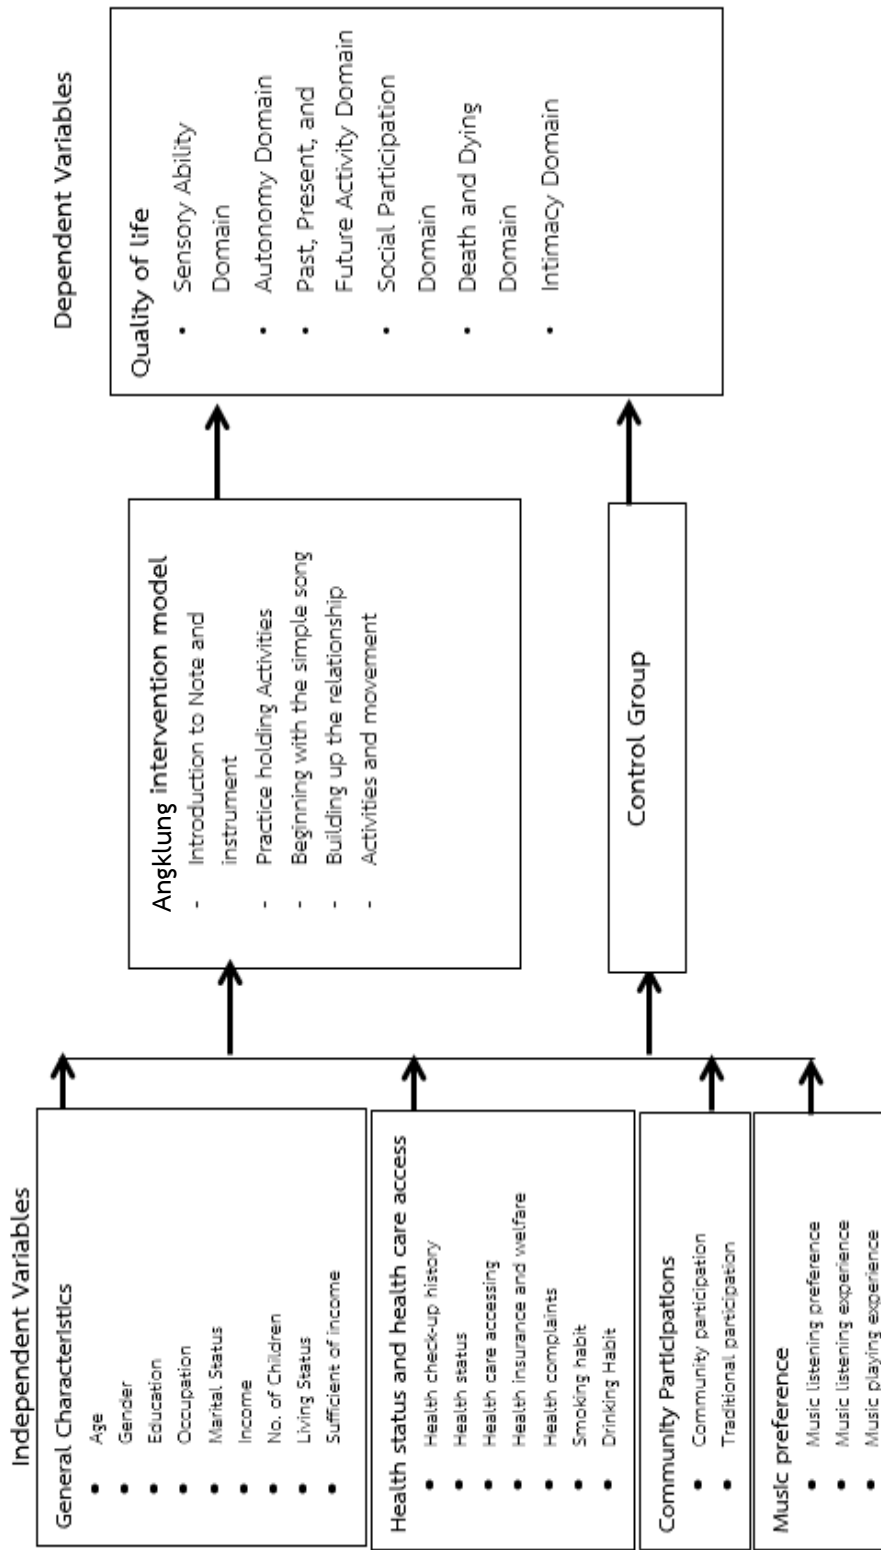 Independent Variables
General Characteristics
• Age
• Gender
• Education
• Occupation
• Marital Status
• Income
• No. of Children
• Living Status
• Sufficient of income
Health status and health care access
• Health check-up history
• Health status
• Health care accessing
• Health insurance and welfare
• Health complaints
• Smoking habit
• Drinking Habit
Community Participations
• Community participation
• Traditional participation
Music preference
• Music listening preference
• Music listening experience
• Music playing experience
Angklung intervention model
- Introduction to Note and
instrument
- Practice holding Activities
- Beginning with the simple song
- Building up the relationship
- Activities and movement
Control Group
Dependent Variables
Quality of life
• Sensory Ability
Domain
• Autonomy Domain
• Past, Present, and
Future Activity Domain
• Social Participation
Domain
• Death and Dying
Domain
• Intimacy Domain